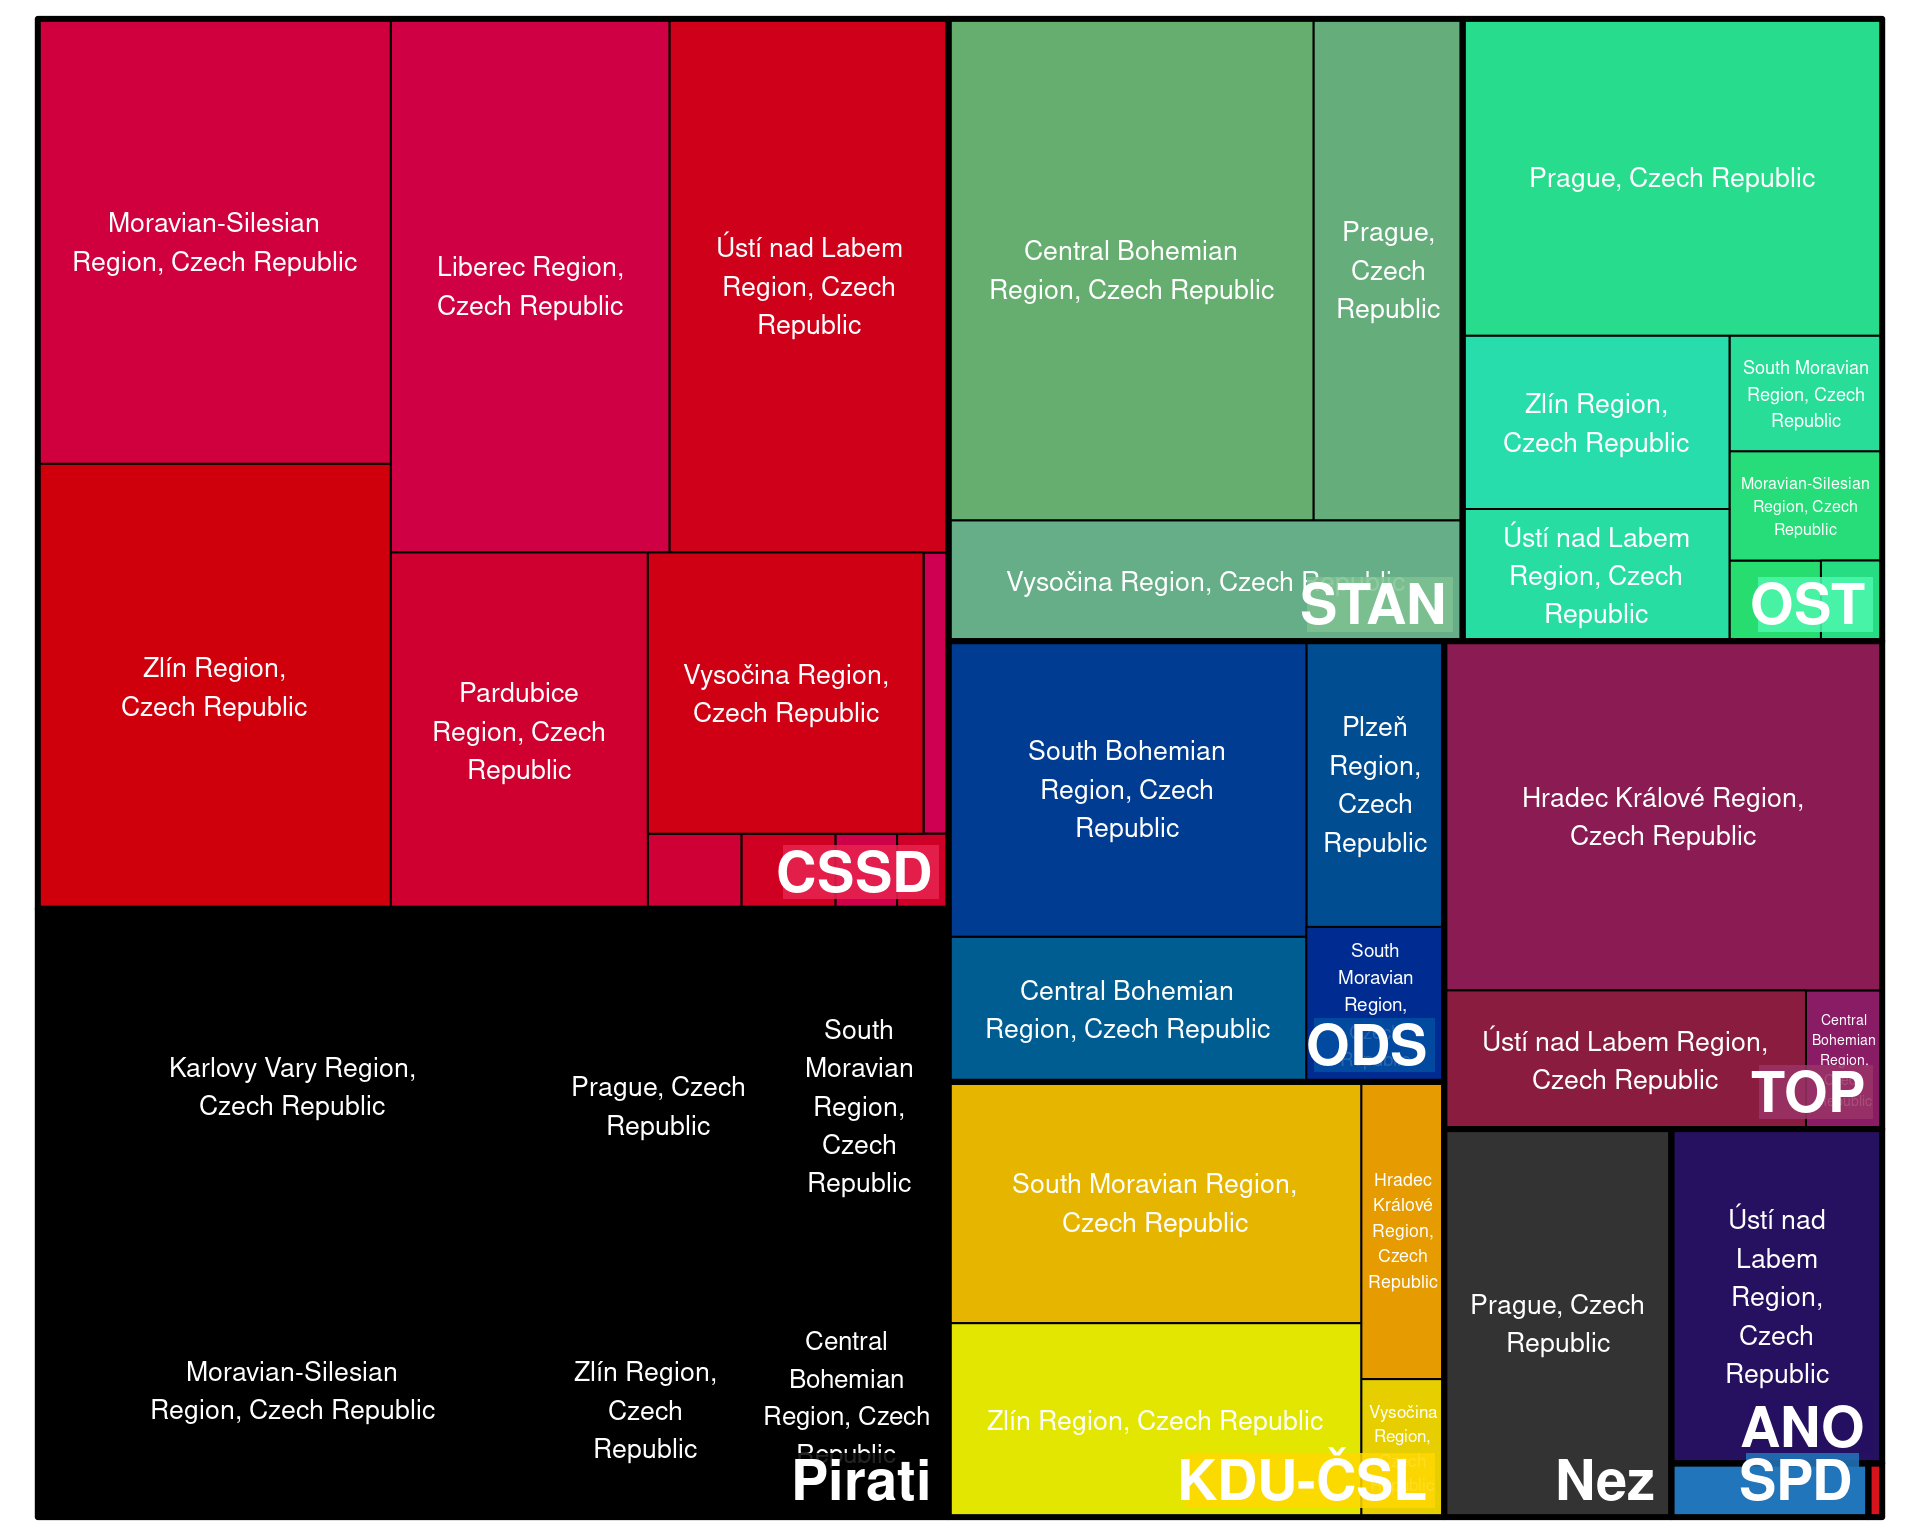 Moravian-Silesian
Region, Czech Republic
Liberec Region,
Czech Republic
Ústí nad Labem
Region, Czech
Republic
Zlín Region,
Czech Republic
Pardubice
Region, Czech
Republic
Vysočina Region,
Czech Republic
CSSD
Central Bohemian
Region, Czech Republic
Prague,
Czech
Republic
Vysočina Region, Czech Republic
STAN
Prague, Czech Republic
Zlín Region,
Czech Republic
South Moravian
Region, Czech
Republic
Moravian-Silesian
Region, Czech
Republic
Ústí nad Labem
Region, Czech
Republic
OST
South Bohemian
Region, Czech
Republic
Plzeň
Region,
Czech
Republic
Central Bohemian
Region, Czech Republic
South
Moravian
Region,
ODS
Hradec Králové Region,
Czech Republic
Ústí nad Labem Region,
Czech Republic
Central
Bohemian
Region,
TOP
Karlovy Vary Region,
Czech Republic
Prague, Czech
Republic
South
Moravian
Region,
Czech
Republic
Moravian-Silesian
Region, Czech Republic
Zlín Region,
Czech
Republic
Central
Bohemian
Region, Czech
Republic
Pirati
South Moravian Region,
Czech Republic
Hradec
Králové
Region,
Czech
Republic
Zlín Region, Czech Republic
Vysočina
Region,
KDU-ČSL
Prague, Czech
Republic
Nez
Ústí nad
Labem
Region,
Czech
Republic
ANO
SPD